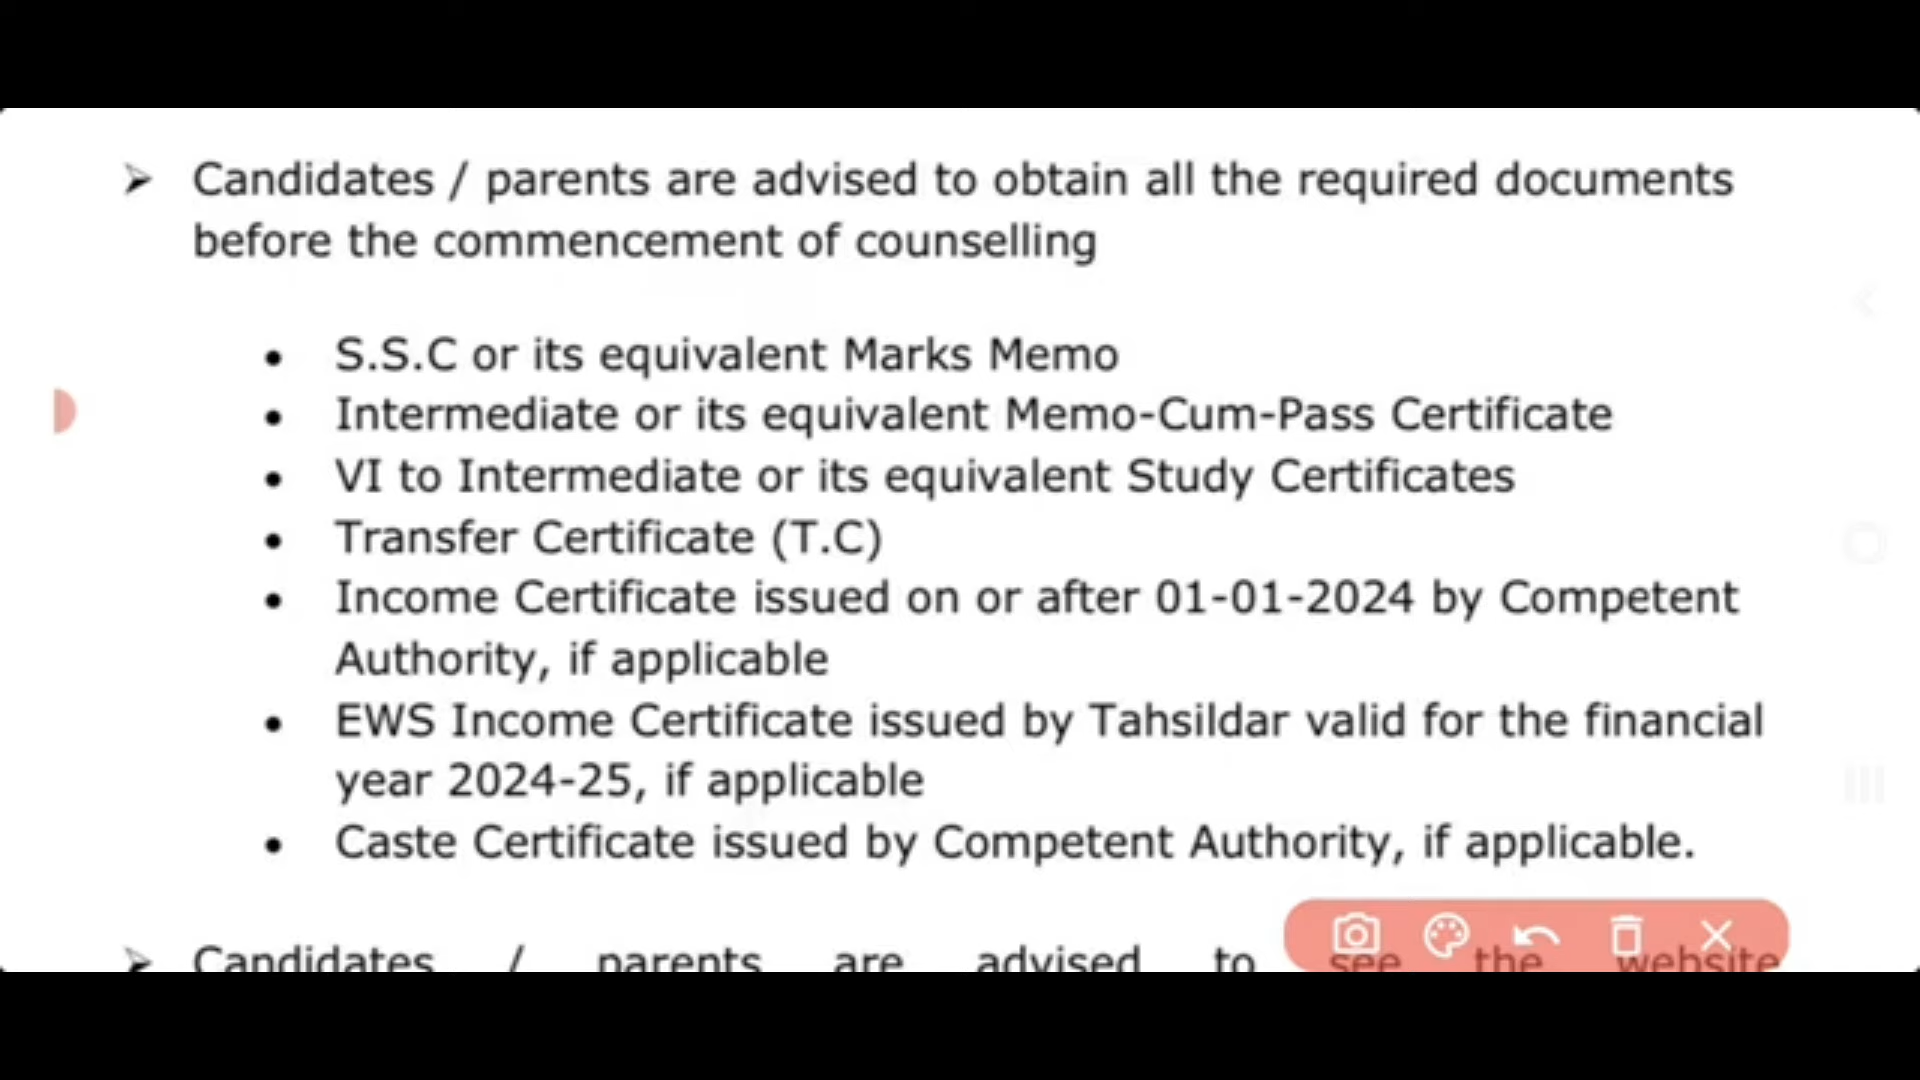 ➢ Candidates / parents are advised to obtain all the required documents
before the commencement of counselling
• S.S.C or its equivalent Marks Memo
• Intermediate or its equivalent Memo-Cum-Pass Certificate
• VI to Intermediate or its equivalent Study Certificates
• Transfer Certificate (T.C)
• Income Certificate issued on or after 01-01-2024 by Competent
Authority, if applicable
• EWS Income Certificate issued by Tahsildar valid for the financial
year 2024-25, if applicable
• Caste Certificate issued by Competent Authority, if applicable.
➢ Candidates / parents are advised to see the website